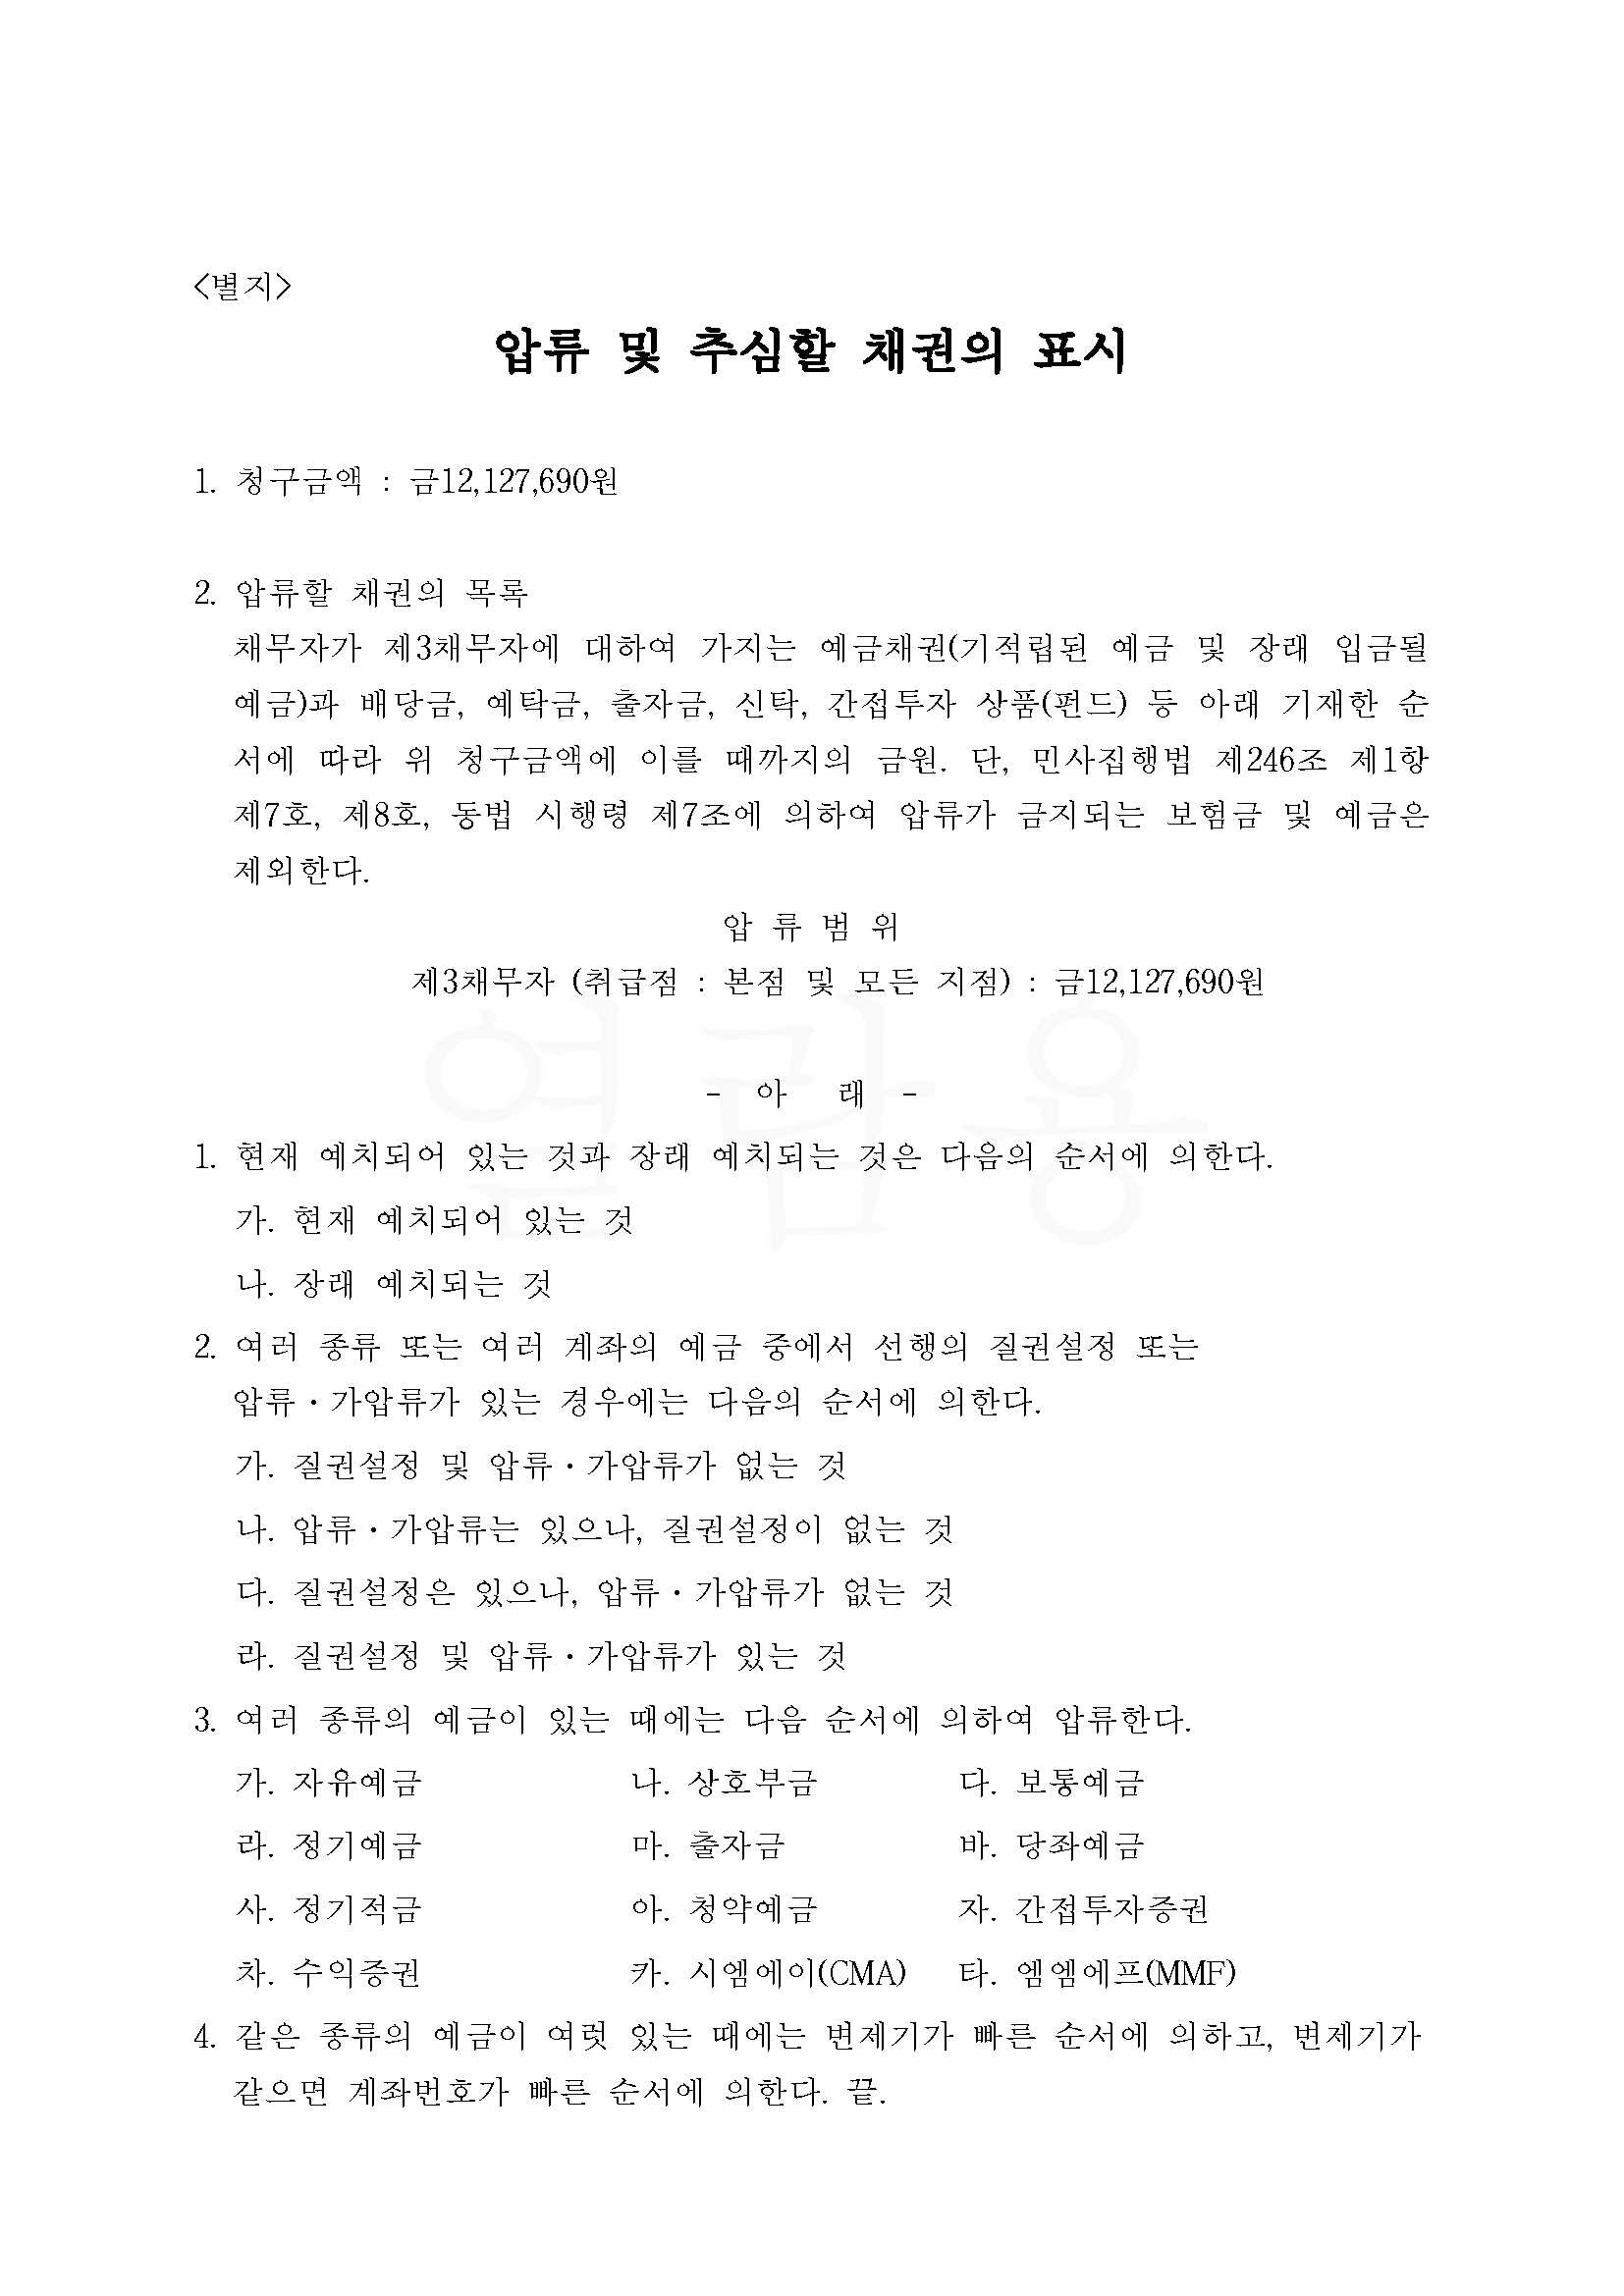 <별지>
압류 및 추심할 채권의 표시
1. 청구금액 : 금12,127,690원
2. 압류할 채권의 목록
채무자가 제3채무자에 대하여 가지는 예금채권(기적립된 예금 및 장래 입금될
예금)과 배당금, 예탁금, 출자금, 신탁, 간접투자 상품(펀드) 등 아래 기재한 순
서에 따라 위 청구금액에 이를 때까지의 금원. 단, 민사집행법 제246조 제1항
제7호, 제8호, 동법 시행령 제7조에 의하여 압류가 금지되는 보험금 및 예금은
제외한다.
압 류 범 위
제3채무자 (취급점 : 본점 및 모든 지점) : 금12,127,690원
열람용
- 아 래 -
1. 현재 예치되어 있는 것과 장래 예치되는 것은 다음의 순서에 의한다.
가. 현재 예치되어 있는 것
나. 장래 예치되는 것
2. 여러 종류 또는 여러 계좌의 예금 중에서 선행의 질권설정 또는
압류·가압류가 있는 경우에는 다음의 순서에 의한다.
가. 질권설정 및 압류·가압류가 없는 것
나. 압류·가압류는 있으나, 질권설정이 없는 것
다. 질권설정은 있으나, 압류·가압류가 없는 것
라. 질권설정 및 압류·가압류가 있는 것
3. 여러 종류의 예금이 있는 때에는 다음 순서에 의하여 압류한다.
가. 자유예금 나. 상호부금 다. 보통예금
라. 정기예금 마. 출자금 바. 당좌예금
사. 정기적금 아. 청약예금 자. 간접투자증권
차. 수익증권 카. 시엠에이(CMA) 타. 엠엠에프(MMF)
4. 같은 종류의 예금이 여럿 있는 때에는 변제기가 빠른 순서에 의하고, 변제기가
같으면 계좌번호가 빠른 순서에 의한다. 끝.